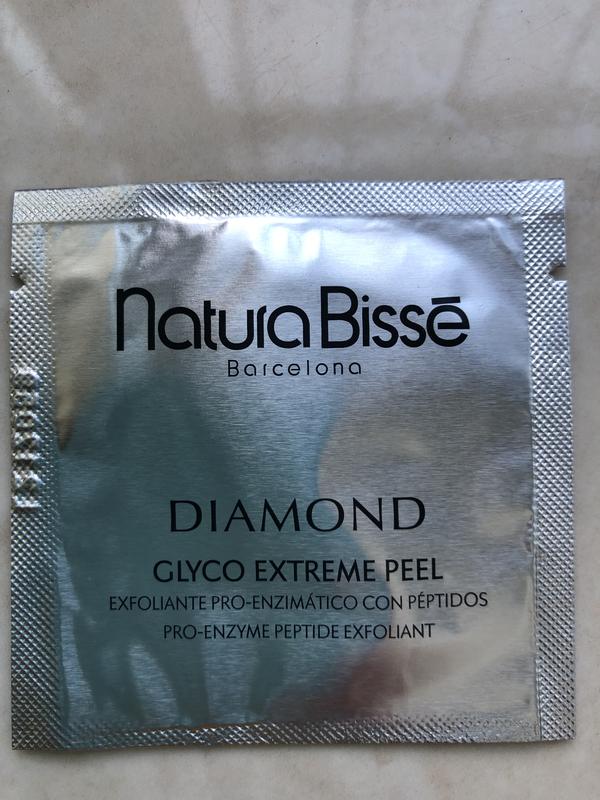 Natura Bissē
Barcelona
DIAMOND
GLYCO EXTREME PEEL
EXFOLIANTE PRO-ENZIMÁTICO CON PÉPTIDOS
PRO-ENZYME PEPTIDE EXFOLIANT